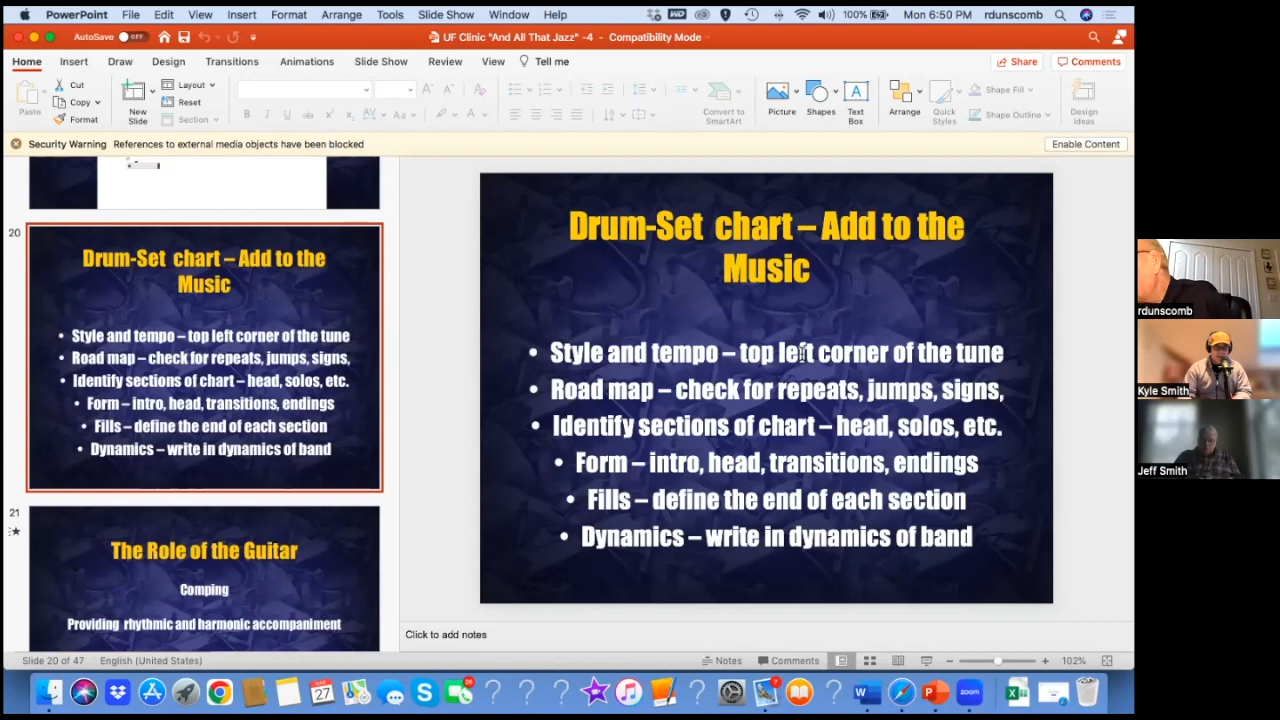 PowerPoint File Edit View Insert Format Arrange Tools Slide Show Window Help 100% Mon 6:50 PM rdunscomb
AutoSave OFF UF Clinic "And All That Jazz" -4 - Compatibility Mode
Home Insert Draw Design Transitions Animations Slide Show Review View Tell me Share Comments
Paste
Cut
Copy
Format
New Slide
Layout
Reset
Section
Convert to SmartArt
Picture
Shapes
Text Box
Arrange
Quick Styles
Shape Fill
Shape Outline
Design Ideas
Security Warning References to external media objects have been blocked Enable Content
20
Drum-Set chart – Add to the
Music
• Style and tempo – top left corner of the tune
• Road map – check for repeats, jumps, signs,
• Identify sections of chart – head, solos, etc.
• Form – intro, head, transitions, endings
• Fills – define the end of each section
• Dynamics – write in dynamics of band
21
The Role of the Guitar
Comping
Providing rhythmic and harmonic accompaniment
Drum-Set chart – Add to the
Music
• Style and tempo – top left corner of the tune
• Road map – check for repeats, jumps, signs,
• Identify sections of chart – head, solos, etc.
• Form – intro, head, transitions, endings
• Fills – define the end of each section
• Dynamics – write in dynamics of band
Click to add notes
Slide 20 of 47 English (United States) Notes Comments 102%
rdunscomb
Kyle Smith
Jeff Smith
MAR
27
zoom